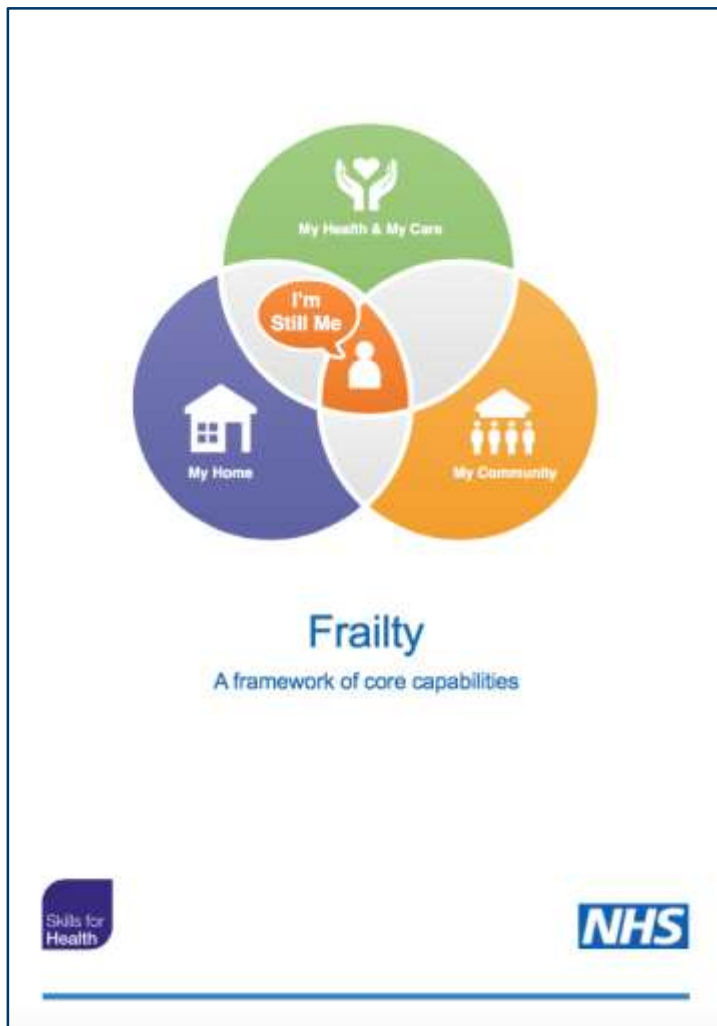 My Health & My Care
I'm
Still Me
My Home
My Community
Frailty
A framework of core capabilities
Skills for
Health
NHS